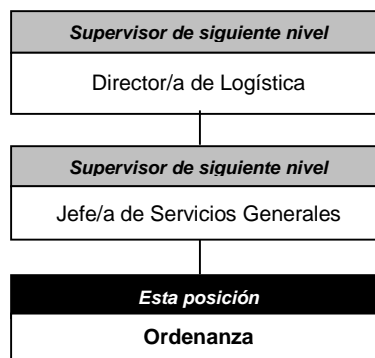 Supervisor de siguiente nivel
Director/a de Logística
Supervisor de siguiente nivel
Jefe/a de Servicios Generales
Esta posición
Ordenanza